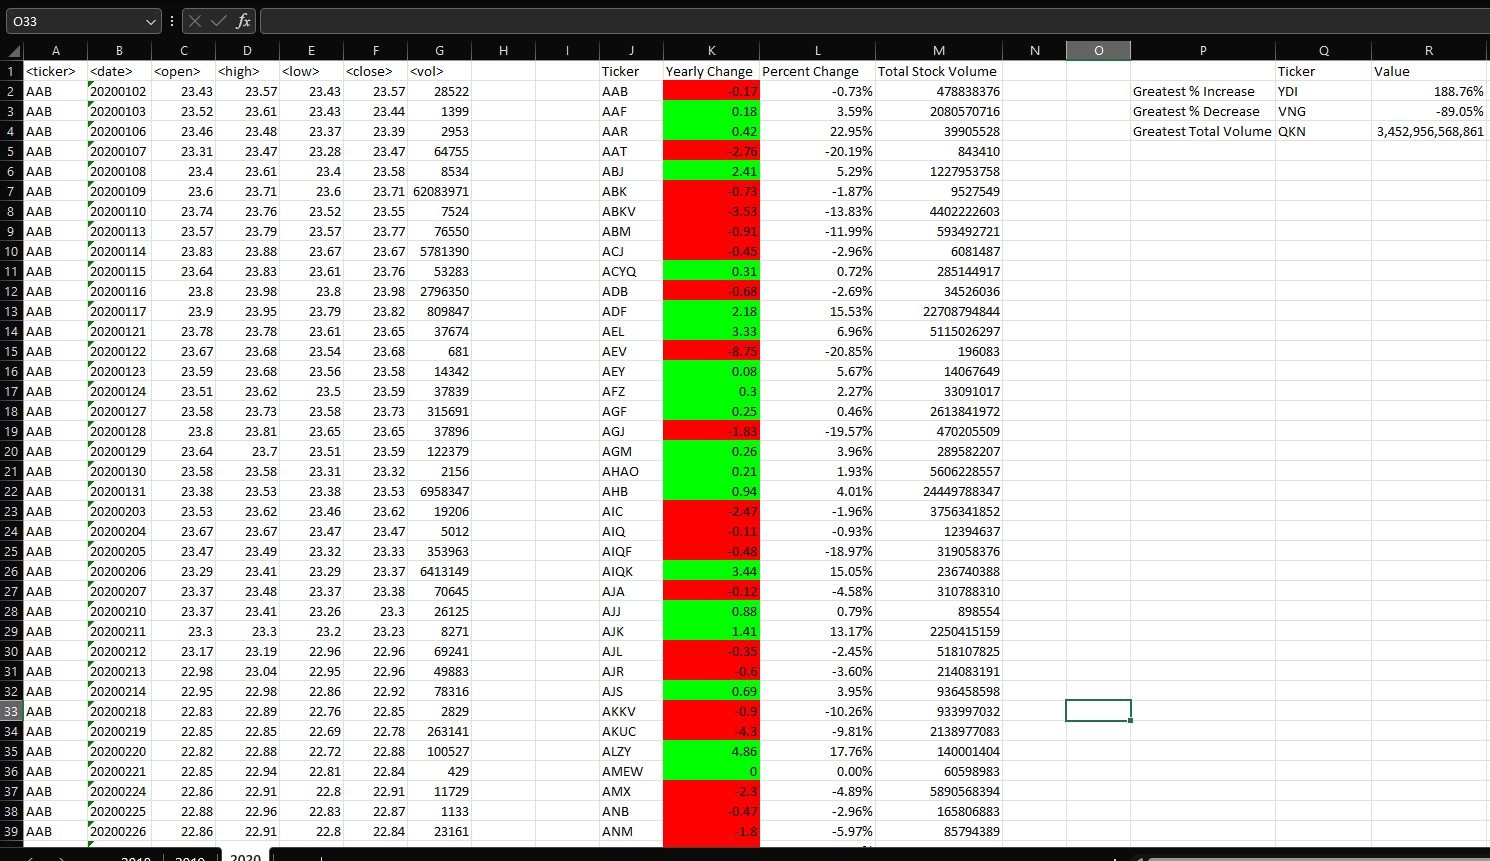 O33 fx
A B C D E F G H I J K L M N O P Q R
1 <ticker> <date> <open> <high> <low> <close> <vol> Ticker Yearly Change Percent Change Total Stock Volume Ticker Value
2 AAB 20200102 23.43 23.57 23.43 23.57 28522 AAB -0.17 -0.73% 478838376 Greatest % Increase YDI 188.76%
3 AAB 20200103 23.52 23.61 23.43 23.44 1399 AAF 0.18 3.59% 2080570716 Greatest % Decrease VNG -89.05%
4 AAB 20200106 23.46 23.48 23.37 23.39 2953 AAR 0.42 22.95% 39905528 Greatest Total Volume QKN 3,452,956,568,861
5 AAB 20200107 23.31 23.47 23.28 23.47 64755 AAT -2.76 -20.19% 843410
6 AAB 20200108 23.4 23.61 23.4 23.58 8534 ABJ 2.41 5.29% 1227953758
7 AAB 20200109 23.6 23.71 23.6 23.71 62083971 ABK -0.73 -1.87% 9527549
8 AAB 20200110 23.74 23.76 23.52 23.55 7524 ABKV -3.53 -13.83% 4402222603
9 AAB 20200113 23.57 23.79 23.57 23.77 76550 ABM -0.91 -11.99% 593492721
10 AAB 20200114 23.83 23.88 23.67 23.67 5781390 ACJ -0.45 -2.96% 6081487
11 AAB 20200115 23.64 23.83 23.61 23.76 53283 ACYQ 0.31 0.72% 285144917
12 AAB 20200116 23.8 23.98 23.8 23.98 2796350 ADB -0.68 -2.69% 34526036
13 AAB 20200117 23.9 23.95 23.79 23.82 809847 ADF 2.18 15.53% 22708794844
14 AAB 20200121 23.78 23.78 23.61 23.65 37674 AEL 3.33 6.96% 5115026297
15 AAB 20200122 23.67 23.68 23.54 23.68 681 AEV -8.75 -20.85% 196083
16 AAB 20200123 23.59 23.68 23.56 23.58 14342 AEY 0.08 5.67% 14067649
17 AAB 20200124 23.51 23.62 23.5 23.59 37839 AFZ 0.3 2.27% 33091017
18 AAB 20200127 23.58 23.73 23.58 23.73 315691 AGF 0.25 0.46% 2613841972
19 AAB 20200128 23.8 23.81 23.65 23.65 37896 AGJ -1.83 -19.57% 470205509
20 AAB 20200129 23.64 23.7 23.51 23.59 122379 AGM 0.26 3.96% 289582207
21 AAB 20200130 23.58 23.58 23.31 23.32 2156 AHAO 0.21 1.93% 5606228557
22 AAB 20200131 23.38 23.53 23.38 23.53 6958347 AHB 0.94 4.01% 24449788347
23 AAB 20200203 23.53 23.62 23.46 23.62 19206 AIC -2.47 -1.96% 3756341852
24 AAB 20200204 23.67 23.67 23.47 23.47 5012 AIQ -0.11 -0.93% 12394637
25 AAB 20200205 23.47 23.49 23.32 23.33 353963 AIQF -0.48 -18.97% 319058376
26 AAB 20200206 23.29 23.41 23.29 23.37 6413149 AIQK 3.44 15.05% 236740388
27 AAB 20200207 23.37 23.48 23.37 23.38 70645 AJA -0.12 -4.58% 310788310
28 AAB 20200210 23.37 23.41 23.26 23.3 26125 AJJ 0.88 0.79% 898554
29 AAB 20200211 23.3 23.3 23.2 23.23 8271 AJK 1.41 13.17% 2250415159
30 AAB 20200212 23.17 23.19 22.96 22.96 69241 AJL -0.35 -2.45% 518107825
31 AAB 20200213 22.98 23.04 22.95 22.96 49883 AJR -0.6 -3.60% 214083191
32 AAB 20200214 22.95 22.98 22.86 22.92 78316 AJS 0.69 3.95% 936458598
33 AAB 20200218 22.83 22.89 22.76 22.85 2829 AKKV -0.9 -10.26% 933997032
34 AAB 20200219 22.85 22.85 22.69 22.78 263141 AKUC -4.3 -9.81% 2138977083
35 AAB 20200220 22.82 22.88 22.72 22.88 100527 ALZY 4.86 17.76% 140001404
36 AAB 20200221 22.85 22.94 22.81 22.84 429 AMEW 0 0.00% 60598983
37 AAB 20200224 22.86 22.91 22.8 22.91 11729 AMX -2.3 -4.89% 5890568394
38 AAB 20200225 22.88 22.96 22.83 22.87 1133 ANB -0.47 -2.96% 165806883
39 AAB 20200226 22.86 22.91 22.8 22.84 23161 ANM -1.8 -5.97% 85794389
2018 2019 2020